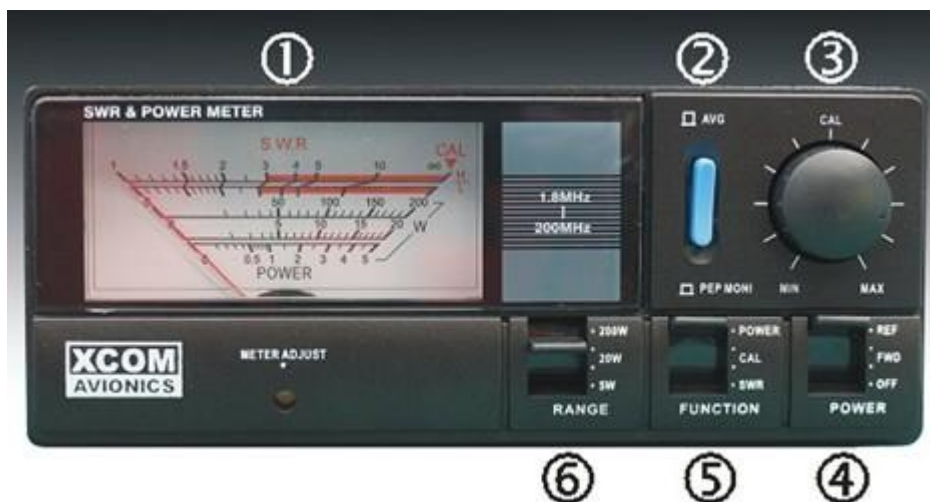 ① ② ③
SWR & POWER METER
AVG
CAL
S.W.R
CAL
1 1.5 2 3 4 5 10 ∞
H
L
50 100 150 200
5 10 15 20
W
0.5 1 2 3 4 5
POWER
1.8MHz
200MHz
PEP MONI
MIN MAX
XCOM
AVIONICS
METER ADJUST
200W
20W
5W
RANGE
POWER
CAL
SWR
FUNCTION
REF
FWD
OFF
POWER
⑥ ⑤ ④